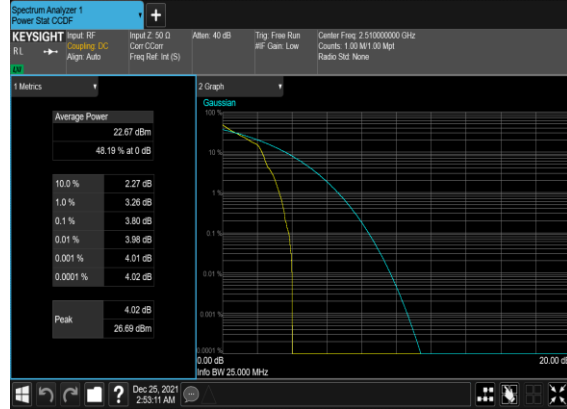 Spectrum Analyzer 1
Power Stat CCDF
+
KEYSIGHT
RL
Input: RF
Coupling: DC
Align: Auto
Input Z: 50 Ω
Corr CCorr
Freq Ref: Int (S)
Atten: 40 dB
Trig: Free Run
#IF Gain: Low
Center Freq: 2.510000000 GHz
Counts: 1.00 M/1.00 Mpt
Radio Std: None
1 Metrics
Average Power
22.67 dBm
48.19 % at 0 dB
10.0 % 2.27 dB
1.0 % 3.26 dB
0.1 % 3.80 dB
0.01 % 3.98 dB
0.001 % 4.01 dB
0.0001 % 4.02 dB
Peak
4.02 dB
26.69 dBm
2 Graph
Gaussian
100 %
10 %
1 %
0.1 %
0.01 %
0.001 %
0.0001 %
0.00 dB
20.00 dB
Info BW 25.000 MHz
?
Dec 25, 2021
2:53:11 AM